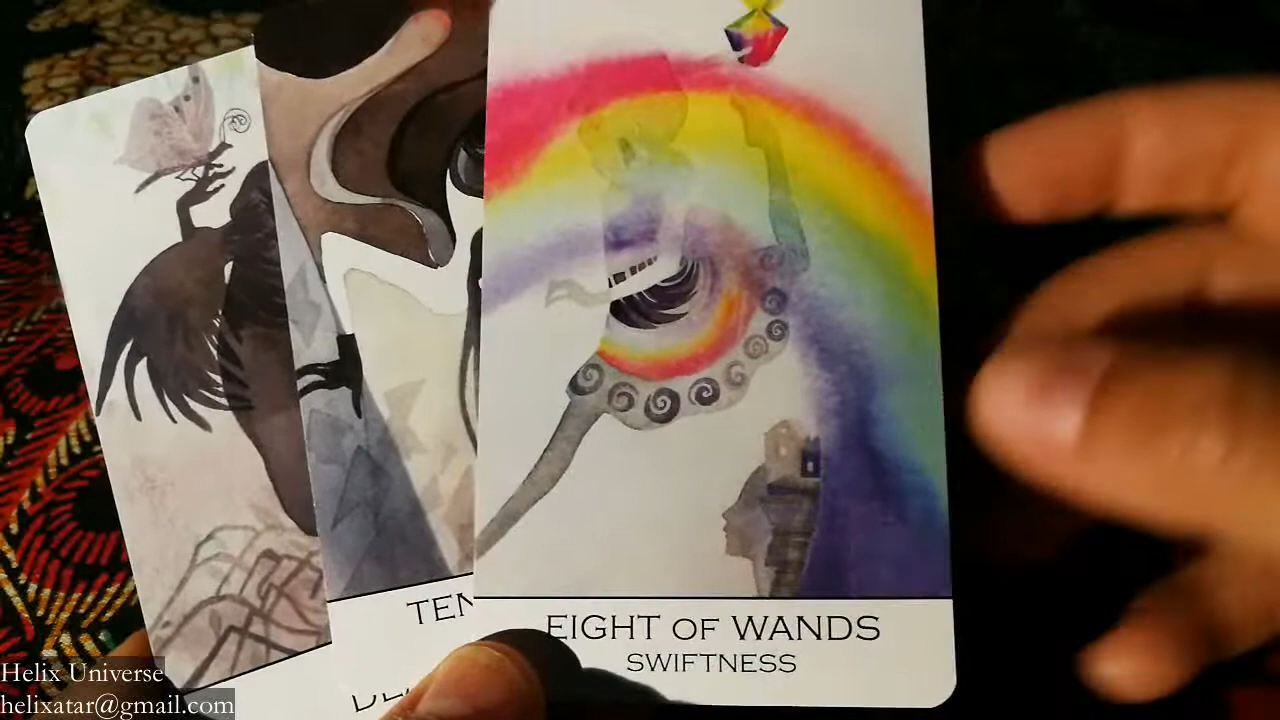 TEN
EIGHT OF WANDS
SWIFTNESS
Helix Universe
helixatar@gmail.com